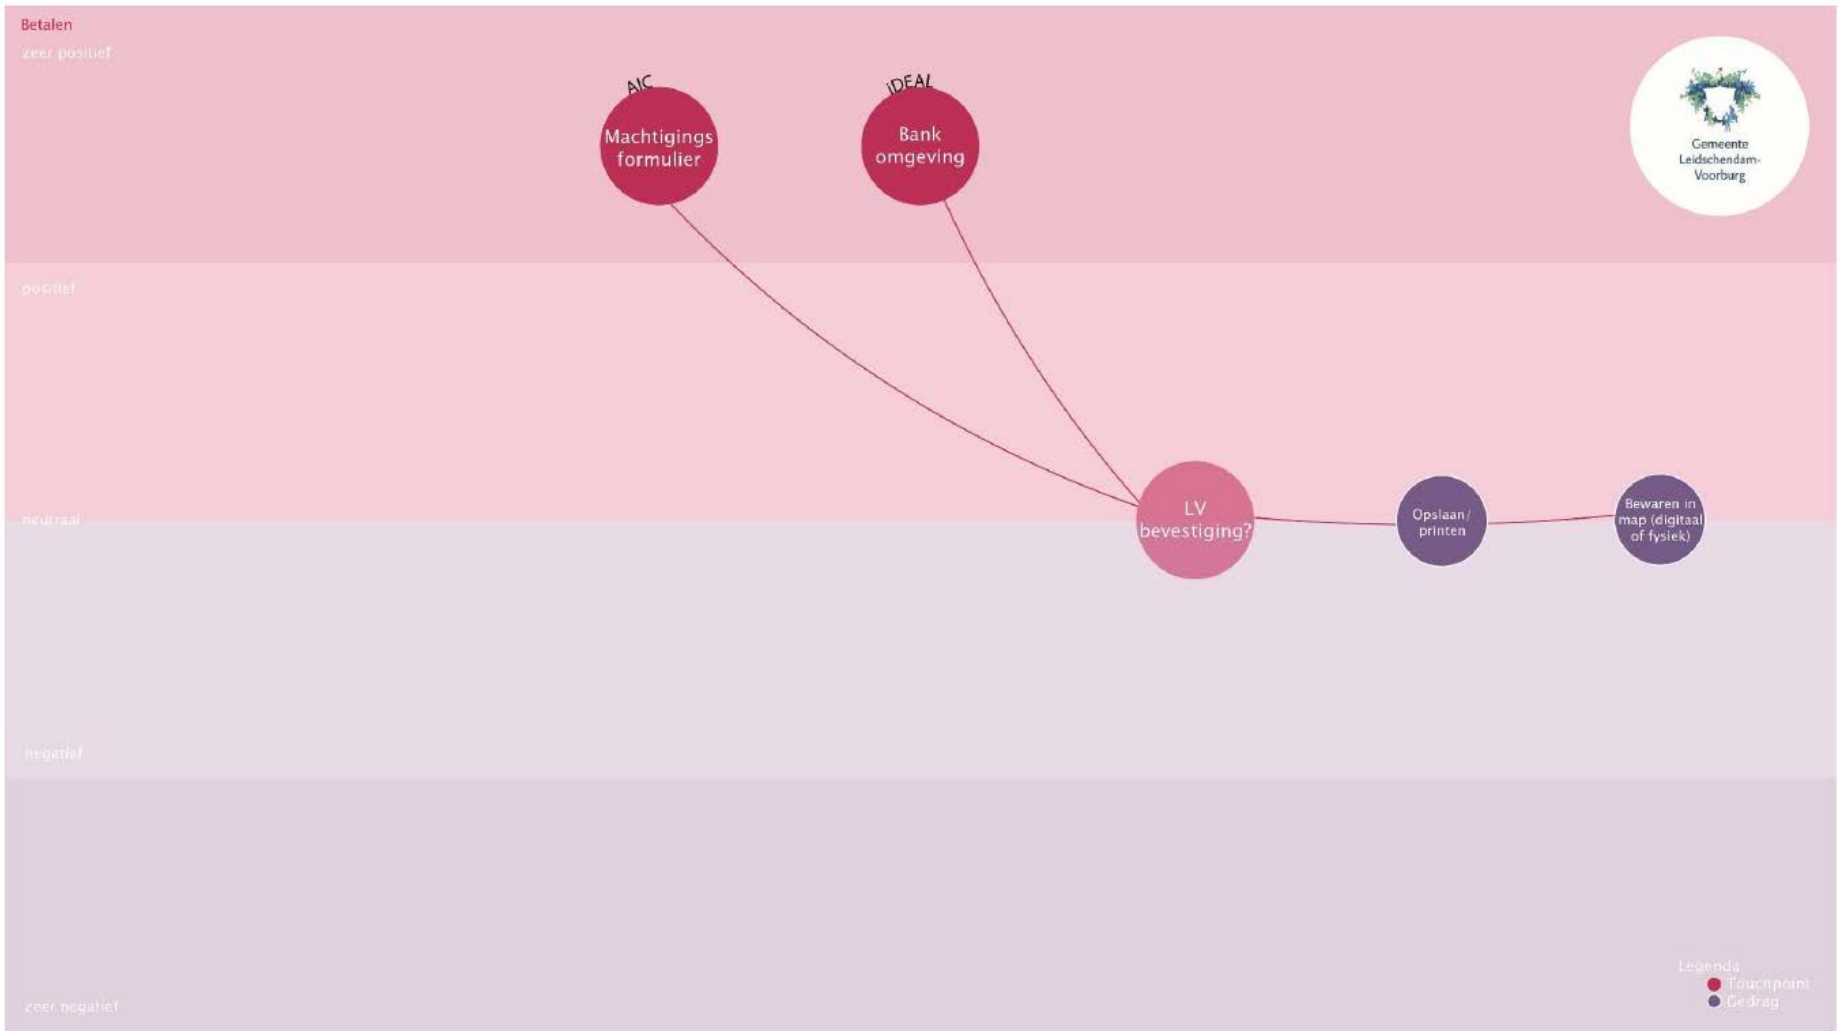 Betalen
zeer positief
AIC
Machtigings
formulier
iDEAL
Bank
omgeving
Gemeente
Leidschendam-
Voorburg
positief
neutraal
LV
bevestiging?
Opslaan/
printen
Bewaren in
map (digitaal
of fysiek)
negatief
zeer negatief
Legenda
Touchpoint
Gedrag